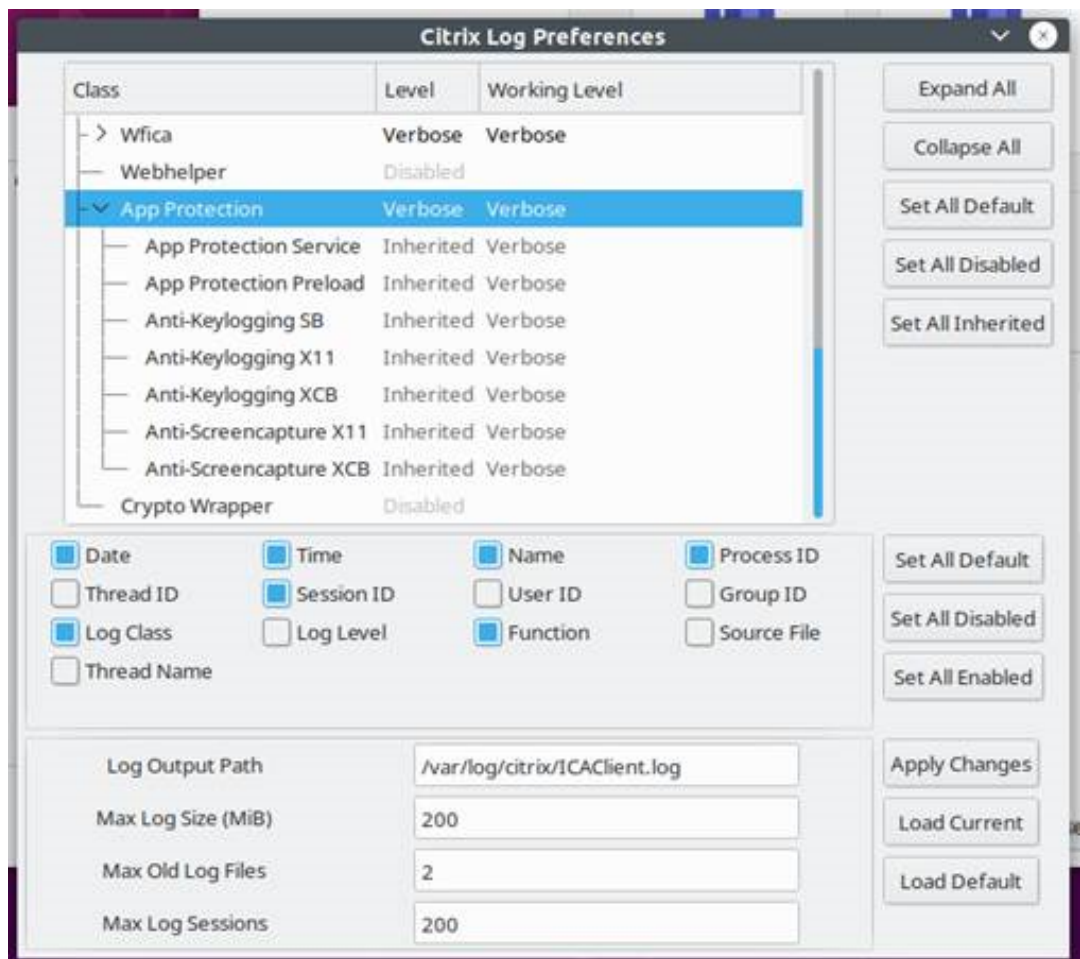 Citrix Log Preferences
Class Level Working Level
Wfica Verbose Verbose
Webhelper Disabled
App Protection Verbose Verbose
App Protection Service Inherited Verbose
App Protection Preload Inherited Verbose
Anti-Keylogging SB Inherited Verbose
Anti-Keylogging X11 Inherited Verbose
Anti-Keylogging XCB Inherited Verbose
Anti-Screencapture X11 Inherited Verbose
Anti-Screencapture XCB Inherited Verbose
Crypto Wrapper Disabled
Expand All
Collapse All
Set All Default
Set All Disabled
Set All Inherited
Date Time Name Process ID
Thread ID Session ID User ID Group ID
Log Class Log Level Function Source File
Thread Name
Set All Default
Set All Disabled
Set All Enabled
Log Output Path /var/log/citrix/ICAClient.log
Max Log Size (MiB) 200
Max Old Log Files 2
Max Log Sessions 200
Apply Changes
Load Current
Load Default